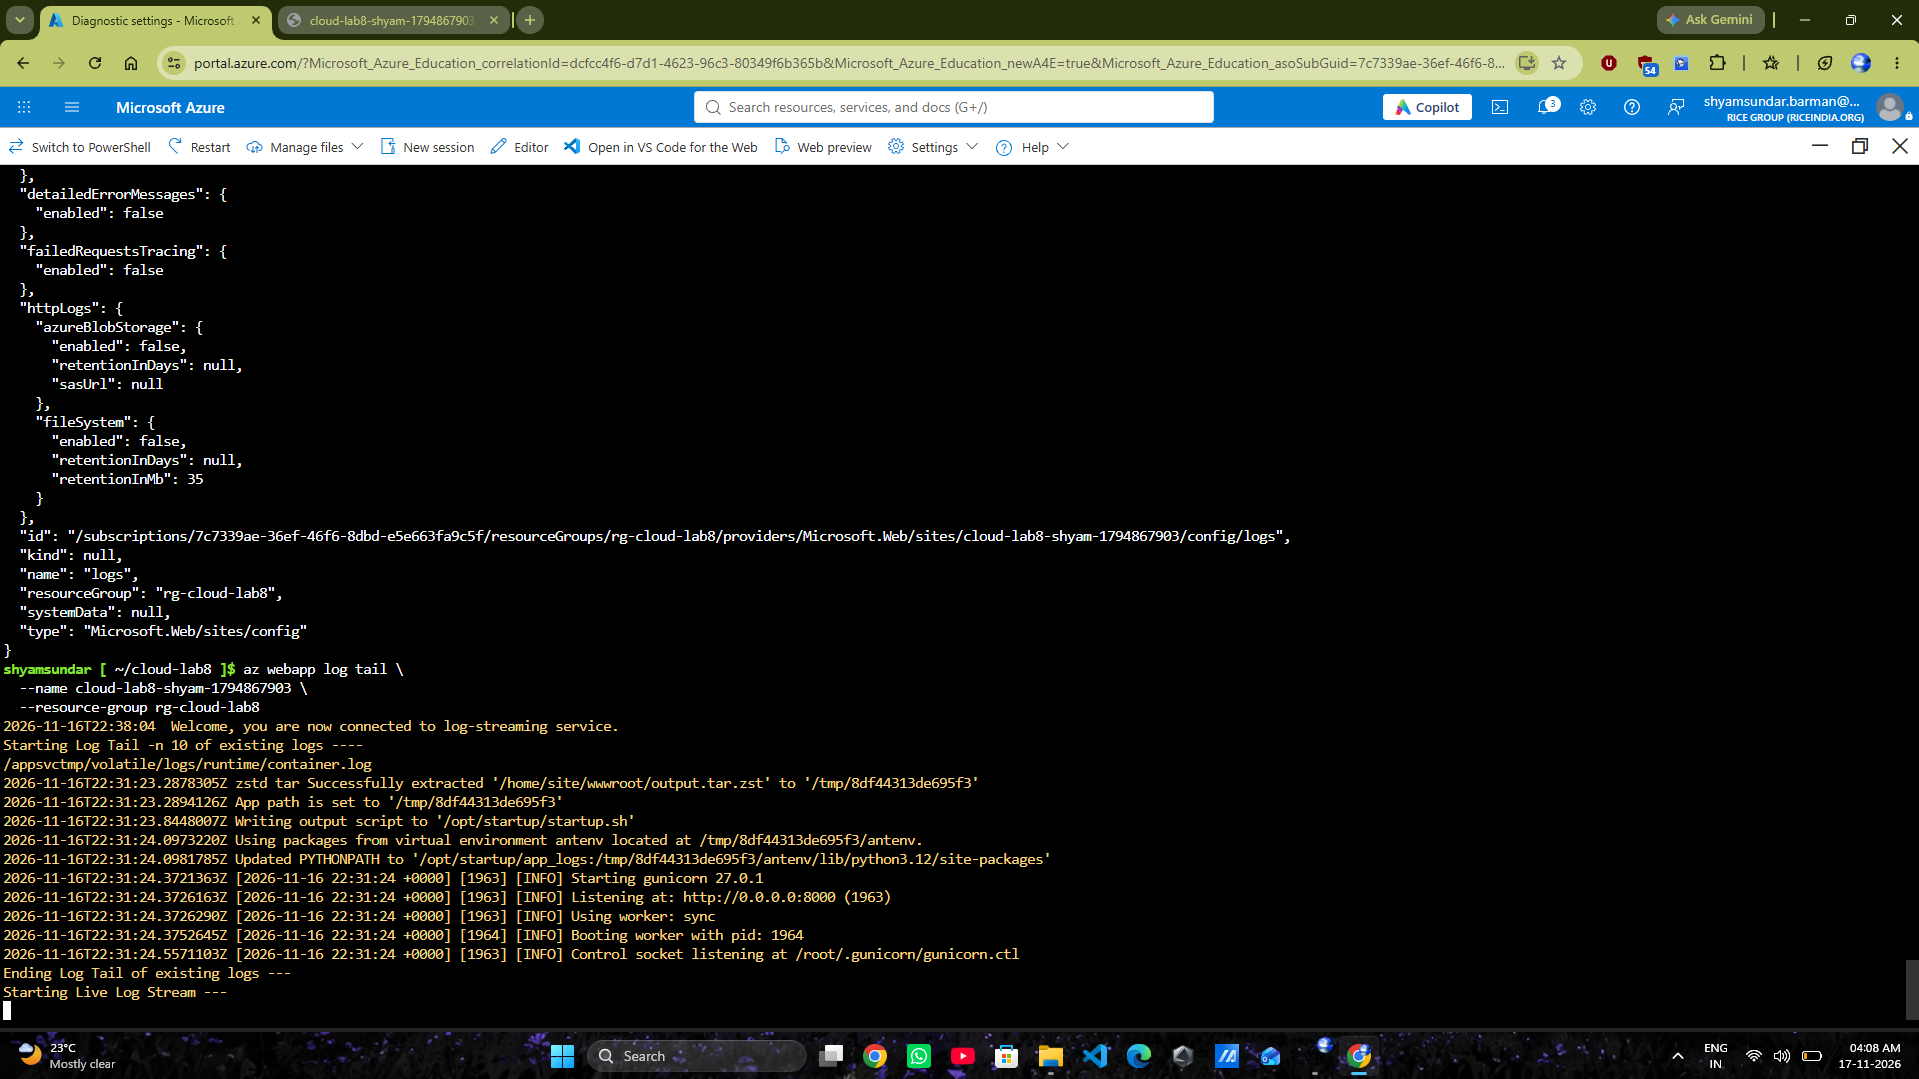 Diagnostic settings - Microsoft
cloud-lab8-shyam-1794867903
Ask Gemini
portal.azure.com/?Microsoft_Azure_Education_correlationId=dcfcc4f6-d7d1-4623-96c3-80349f6b365b&Microsoft_Azure_Education_newA4E=true&Microsoft_Azure_Education_asoSubGuid=7c7339ae-36ef-46f6-8...
54
Microsoft Azure
Search resources, services, and docs (G+/)
Copilot
3
shyamsundar.barman@...
RICE GROUP (RICEINDIA.ORG)
Switch to PowerShell Restart Manage files New session Editor Open in VS Code for the Web Web preview Settings Help
},
"detailedErrorMessages": {
"enabled": false
},
"failedRequestsTracing": {
"enabled": false
},
"httpLogs": {
"azureBlobStorage": {
"enabled": false,
"retentionInDays": null,
"sasUrl": null
},
"fileSystem": {
"enabled": false,
"retentionInDays": null,
"retentionInMb": 35
}
},
"id": "/subscriptions/7c7339ae-36ef-46f6-8dbd-e5e663fa9c5f/resourceGroups/rg-cloud-lab8/providers/Microsoft.Web/sites/cloud-lab8-shyam-1794867903/config/logs",
"kind": null,
"name": "logs",
"resourceGroup": "rg-cloud-lab8",
"systemData": null,
"type": "Microsoft.Web/sites/config"
}
shyamsundar [ ~/cloud-lab8 ]$ az webapp log tail \
--name cloud-lab8-shyam-1794867903 \
--resource-group rg-cloud-lab8
2026-11-16T22:38:04 Welcome, you are now connected to log-streaming service.
Starting Log Tail -n 10 of existing logs ----
/appsvctmp/volatile/logs/runtime/container.log
2026-11-16T22:31:23.2878305Z zstd tar Successfully extracted '/home/site/wwwroot/output.tar.zst' to '/tmp/8df44313de695f3'
2026-11-16T22:31:23.2894126Z App path is set to '/tmp/8df44313de695f3'
2026-11-16T22:31:23.8448007Z Writing output script to '/opt/startup/startup.sh'
2026-11-16T22:31:24.0973220Z Using packages from virtual environment antenv located at /tmp/8df44313de695f3/antenv.
2026-11-16T22:31:24.0981785Z Updated PYTHONPATH to '/opt/startup/app_logs:/tmp/8df44313de695f3/antenv/lib/python3.12/site-packages'
2026-11-16T22:31:24.3721363Z [2026-11-16 22:31:24 +0000] [1963] [INFO] Starting gunicorn 27.0.1
2026-11-16T22:31:24.3726163Z [2026-11-16 22:31:24 +0000] [1963] [INFO] Listening at: http://0.0.0.0:8000 (1963)
2026-11-16T22:31:24.3726290Z [2026-11-16 22:31:24 +0000] [1963] [INFO] Using worker: sync
2026-11-16T22:31:24.3752645Z [2026-11-16 22:31:24 +0000] [1964] [INFO] Booting worker with pid: 1964
2026-11-16T22:31:24.5571103Z [2026-11-16 22:31:24 +0000] [1963] [INFO] Control socket listening at /root/.gunicorn/gunicorn.ctl
Ending Log Tail of existing logs ---
Starting Live Log Stream ---
23°C
Mostly clear
Search
ENG
IN
04:08 AM
17-11-2026